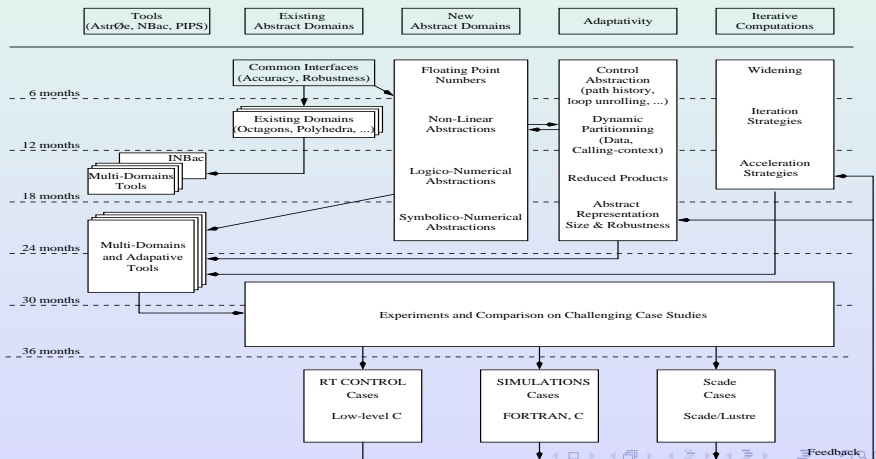 Tools
(AstrØe, NBac, PIPS)
Existing
Abstract Domains
New
Abstract Domains
Adaptativity
Iterative
Computations
Common Interfaces
(Accuracy, Robustness)
Floating Point
Numbers
Control
Abstraction
(path history,
loop unrolling, ...)
Widening
6 months
Existing Domains
(Octagons, Polyhedra, ...)
Non-Linear
Abstractions
Dynamic
Partitionning
(Data,
Calling-context)
Iteration
Strategies
12 months
INBac
Multi-Domains
Tools
Logico-Numerical
Abstractions
Reduced Products
Acceleration
Strategies
18 months
Symbolico-Numerical
Abstractions
Abstract
Representation
Size & Robustness
Multi-Domains
and Adapative
Tools
24 months
30 months
Experiments and Comparison on Challenging Case Studies
36 months
RT CONTROL
Cases
Low-level C
SIMULATIONS
Cases
FORTRAN, C
Scade
Cases
Scade/Lustre
Feedback